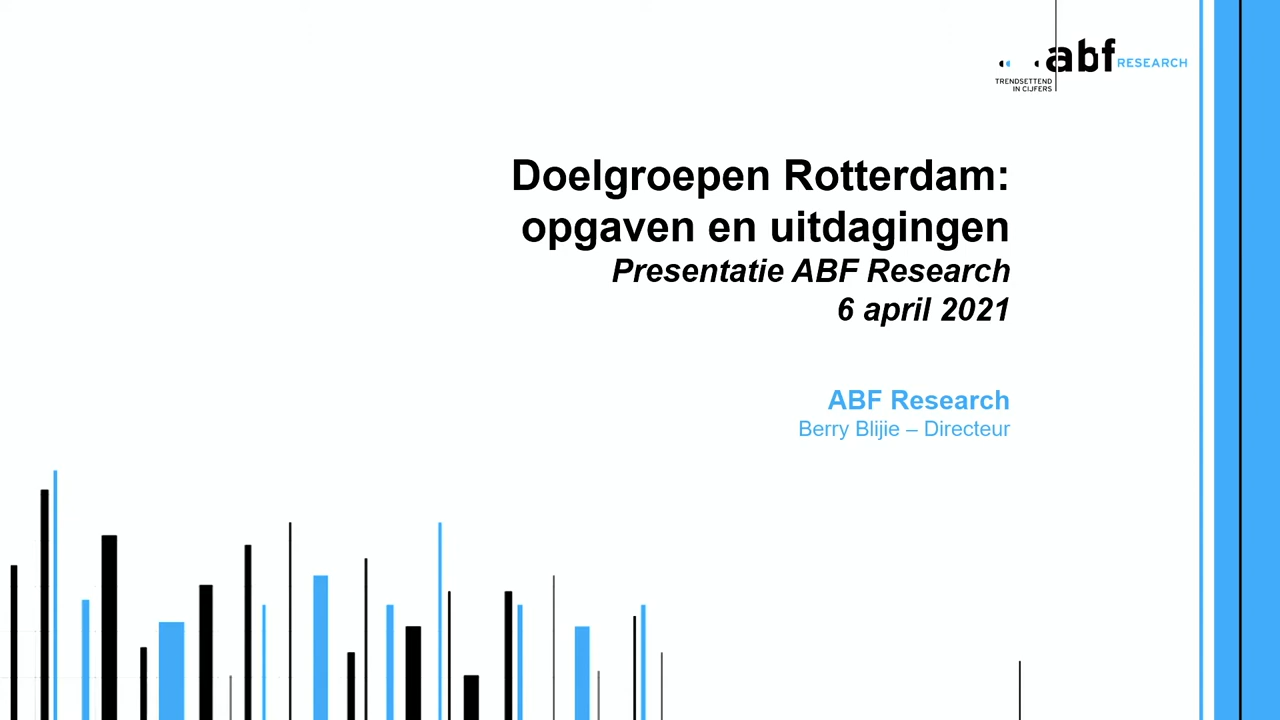 abf RESEARCH
TRENDSETTEND
IN CIJFERS
Doelgroepen Rotterdam:
opgaven en uitdagingen
Presentatie ABF Research
6 april 2021
ABF Research
Berry Blijie – Directeur